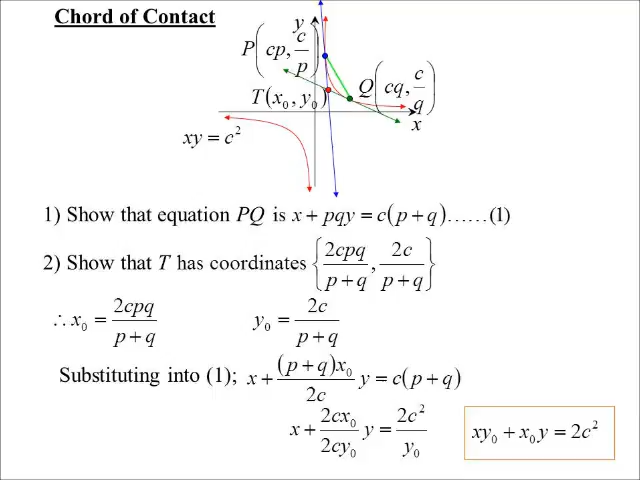 Chord of Contact
y
P(cp, c/p)
Q(cq, c/q)
T(x₀, y₀)
x
xy = c²
1) Show that equation PQ is x + pqy = c(p + q)……(1)
2) Show that T has coordinates {2cpq/(p + q), 2c/(p + q)}
∴ x₀ = 2cpq/(p + q) y₀ = 2c/(p + q)
Substituting into (1); x + ((p + q)x₀/2c) y = c(p + q)
x + (2cx₀/2cy₀) y = 2c²/y₀
xy₀ + x₀y = 2c²